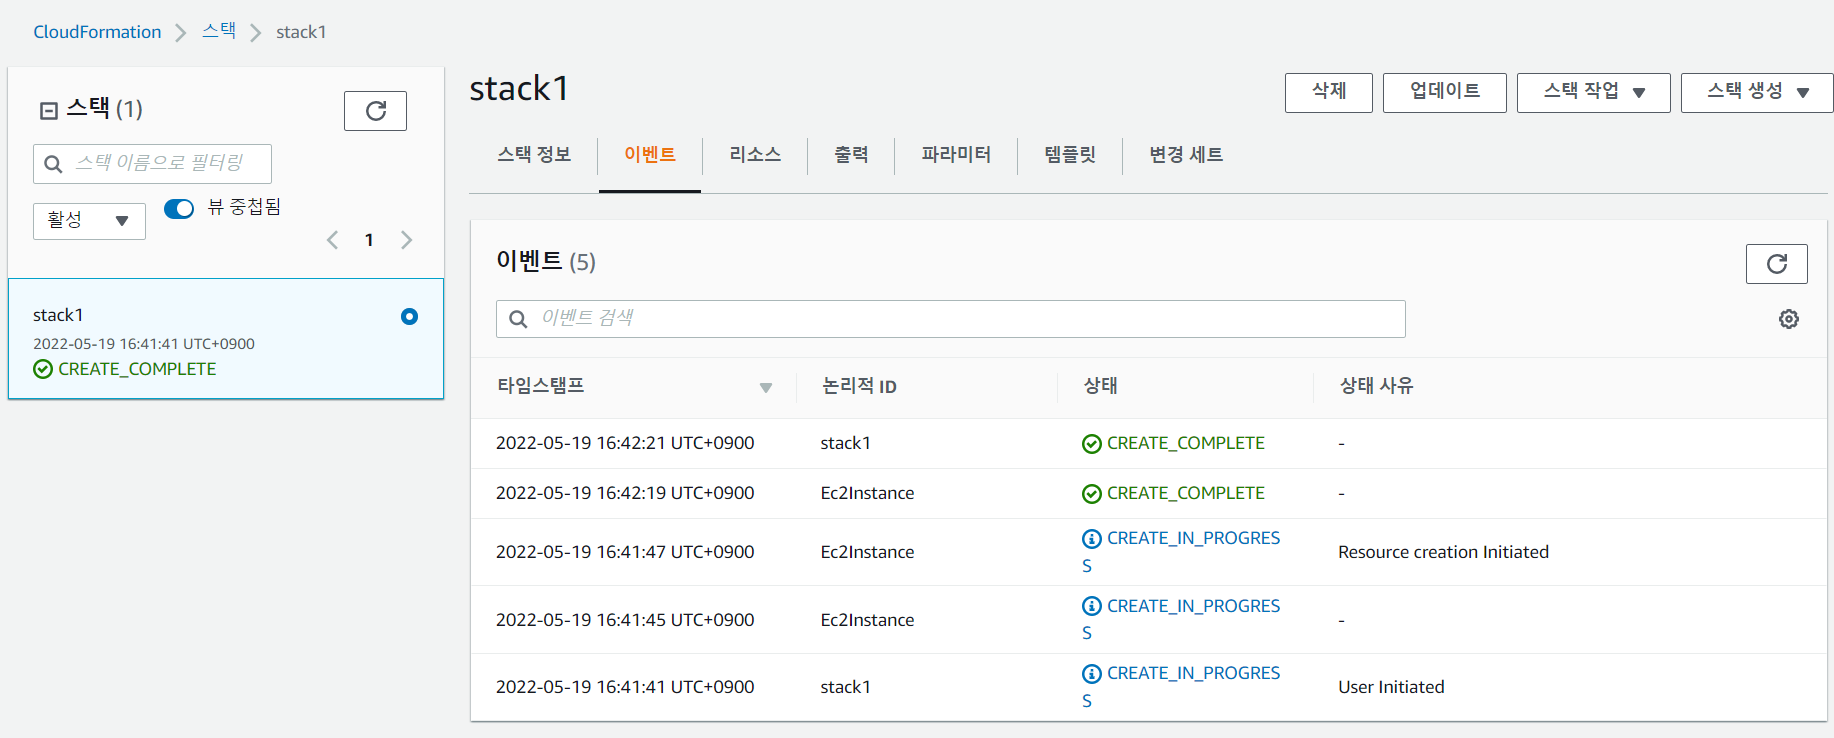 CloudFormation > 스택 > stack1
스택 (1)
스택 이름으로 필터링
활성
뷰 중첩됨
< 1 >
stack1
2022-05-19 16:41:41 UTC+0900
CREATE_COMPLETE
stack1
삭제 업데이트 스택 작업 ▼ 스택 생성 ▼
스택 정보 이벤트 리소스 출력 파라미터 템플릿 변경 세트
이벤트 (5)
이벤트 검색
타임스탬프 논리적 ID 상태 상태 사유
2022-05-19 16:42:21 UTC+0900 stack1 CREATE_COMPLETE -
2022-05-19 16:42:19 UTC+0900 Ec2Instance CREATE_COMPLETE -
2022-05-19 16:41:47 UTC+0900 Ec2Instance CREATE_IN_PROGRES Resource creation Initiated
S
2022-05-19 16:41:45 UTC+0900 Ec2Instance CREATE_IN_PROGRES -
S
2022-05-19 16:41:41 UTC+0900 stack1 CREATE_IN_PROGRES User Initiated
S